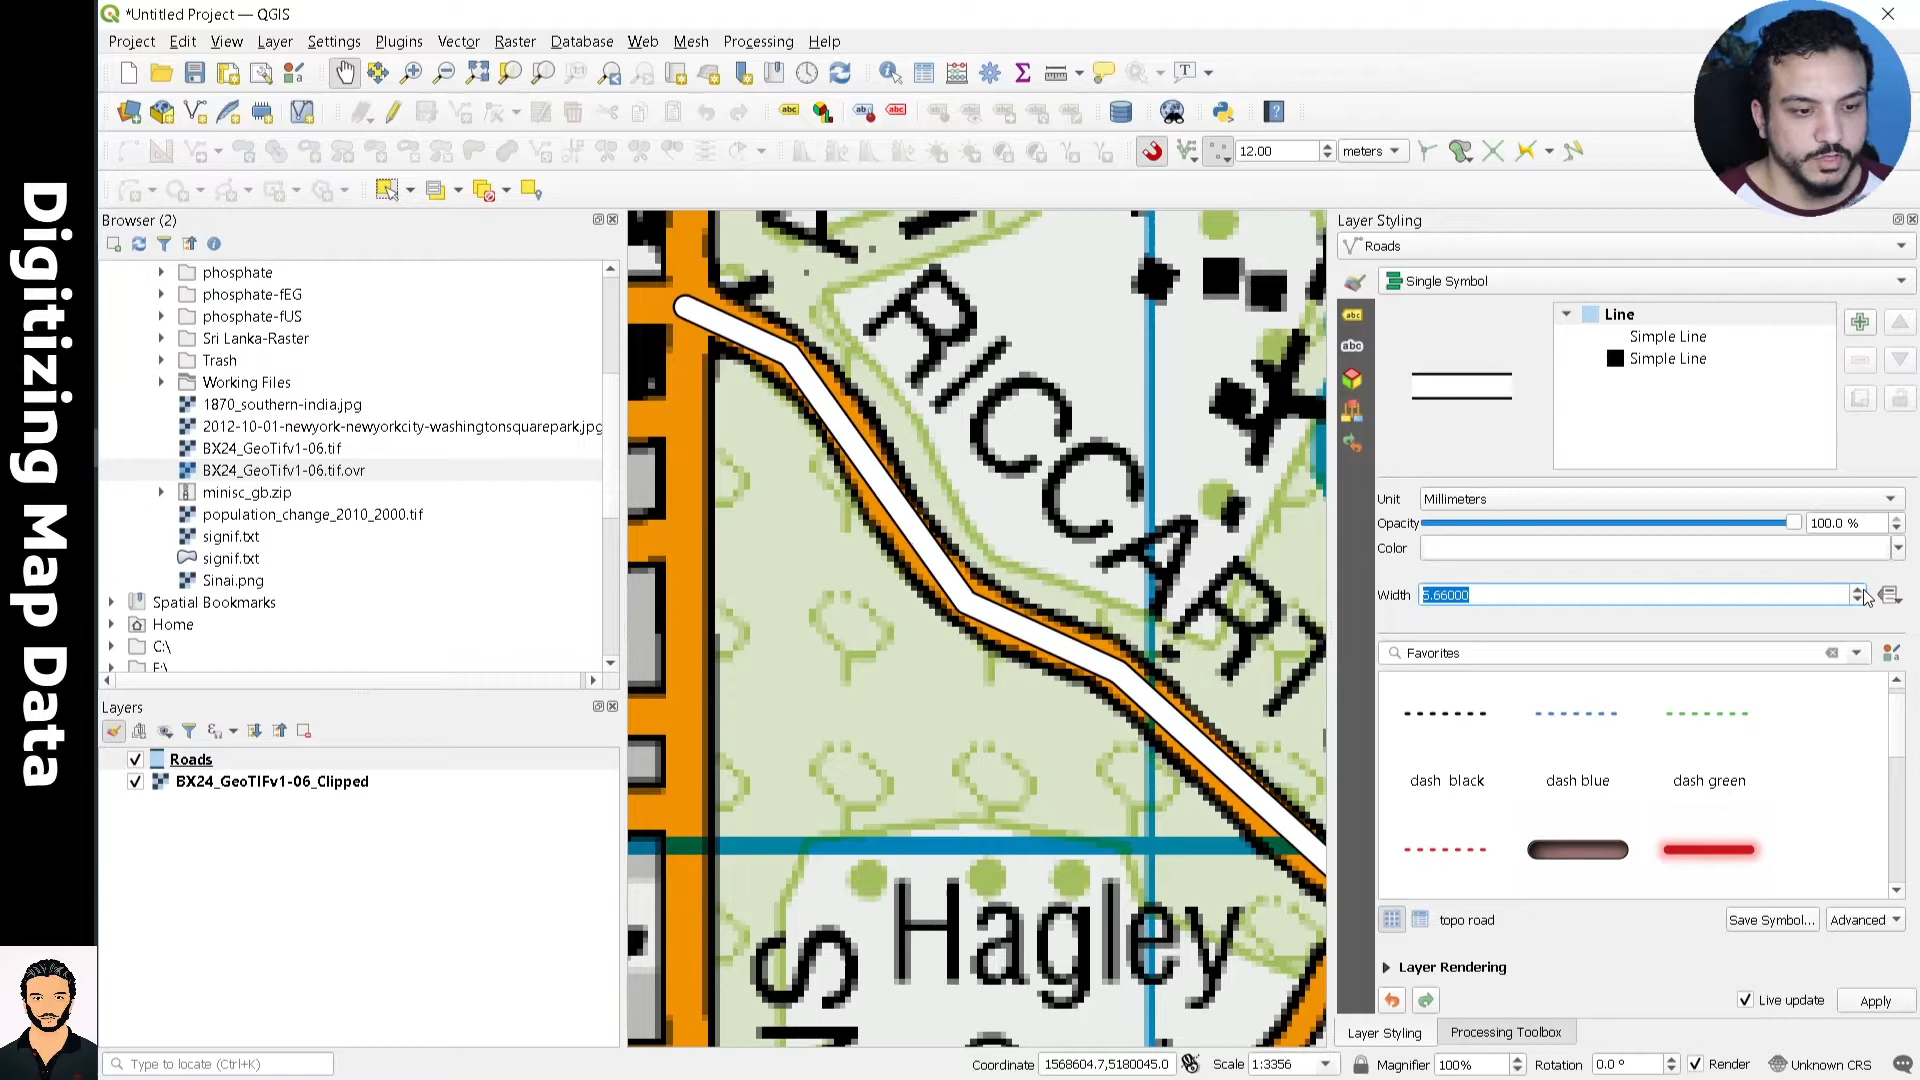 *Untitled Project — QGIS
Project Edit View Layer Settings Plugins Vector Raster Database Web Mesh Processing Help
12.00 meters
Digitizing Map Data
Browser (2)
phosphate
phosphate-fEG
phosphate-fUS
Sri Lanka-Raster
Trash
Working Files
1870_southern-india.jpg
2012-10-01-newyork-newyorkcity-washingtonsquarepark.jpg
BX24_GeoTifv1-06.tif
BX24_GeoTifv1-06.tif.ovr
minisc_gb.zip
population_change_2010_2000.tif
signif.txt
signif.txt
Sinai.png
Spatial Bookmarks
Home
C:\
E:\
Layers
Roads
BX24_GeoTIFv1-06_Clipped
RICCART
Hagley
S
Layer Styling
Roads
Single Symbol
Line
Simple Line
Simple Line
Unit Millimeters
Opacity 100.0 %
Color
Width 5.66000
Favorites
dash black dash blue dash green
topo road Save Symbol... Advanced
Layer Rendering
Live update Apply
Layer Styling Processing Toolbox
Type to locate (Ctrl+K) Coordinate 1568604.7,5180045.0 Scale 1:3356 Magnifier 100% Rotation 0.0 ° Render Unknown CRS